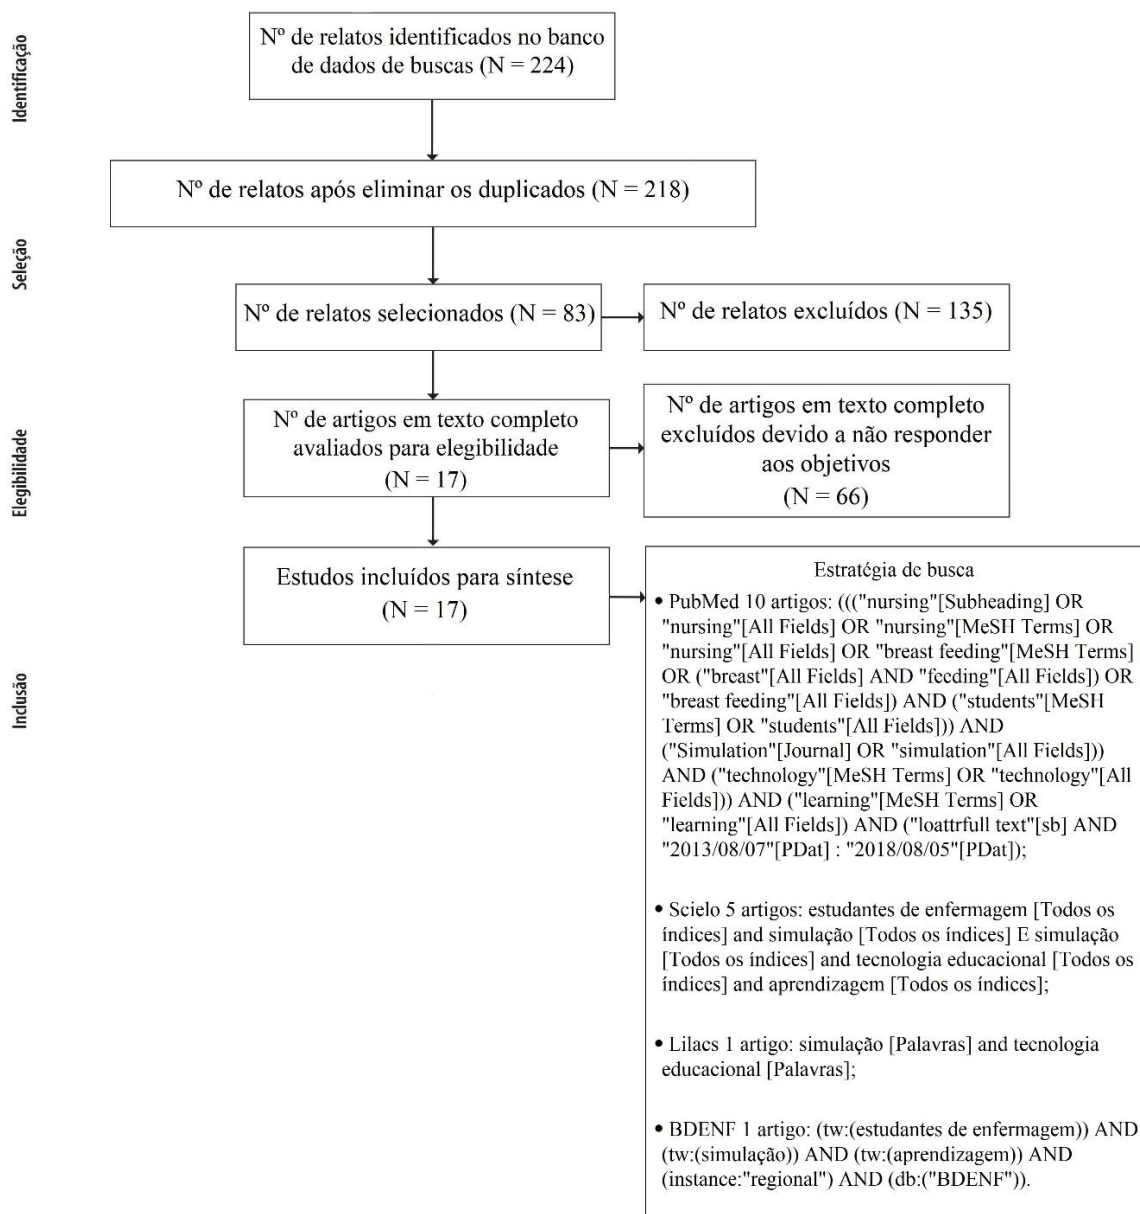 Identificação
Nº de relatos identificados no banco
de dados de buscas (N = 224)
Nº de relatos após eliminar os duplicados (N = 218)
Seleção
Nº de relatos selecionados (N = 83)
Nº de relatos excluídos (N = 135)
Elegibilidade
Nº de artigos em texto completo
avaliados para elegibilidade
(N = 17)
Nº de artigos em texto completo
excluídos devido a não responder
aos objetivos
(N = 66)
Inclusão
Estudos incluídos para síntese
(N = 17)
Estratégia de busca
• PubMed 10 artigos: ((("nursing"[Subheading] OR
"nursing"[All Fields] OR "nursing"[MeSH Terms] OR
"nursing"[All Fields] OR "breast feeding"[MeSH Terms]
OR ("breast"[All Fields] AND "feeding"[All Fields]) OR
"breast feeding"[All Fields]) AND ("students"[MeSH
Terms] OR "students"[All Fields])) AND
("Simulation"[Journal] OR "simulation"[All Fields]))
AND ("technology"[MeSH Terms] OR "technology"[All
Fields])) AND ("learning"[MeSH Terms] OR
"learning"[All Fields]) AND ("loattrfull text"[sb] AND
"2013/08/07"[PDat] : "2018/08/05"[PDat]);
• Scielo 5 artigos: estudantes de enfermagem [Todos os
índices] and simulação [Todos os índices] E simulação
[Todos os índices] and tecnologia educacional [Todos os
índices] and aprendizagem [Todos os índices];
• Lilacs 1 artigo: simulação [Palavras] and tecnologia
educacional [Palavras];
• BDENF 1 artigo: (tw:(estudantes de enfermagem)) AND
(tw:(simulação)) AND (tw:(aprendizagem)) AND
(instance:"regional") AND (db:("BDENF")).